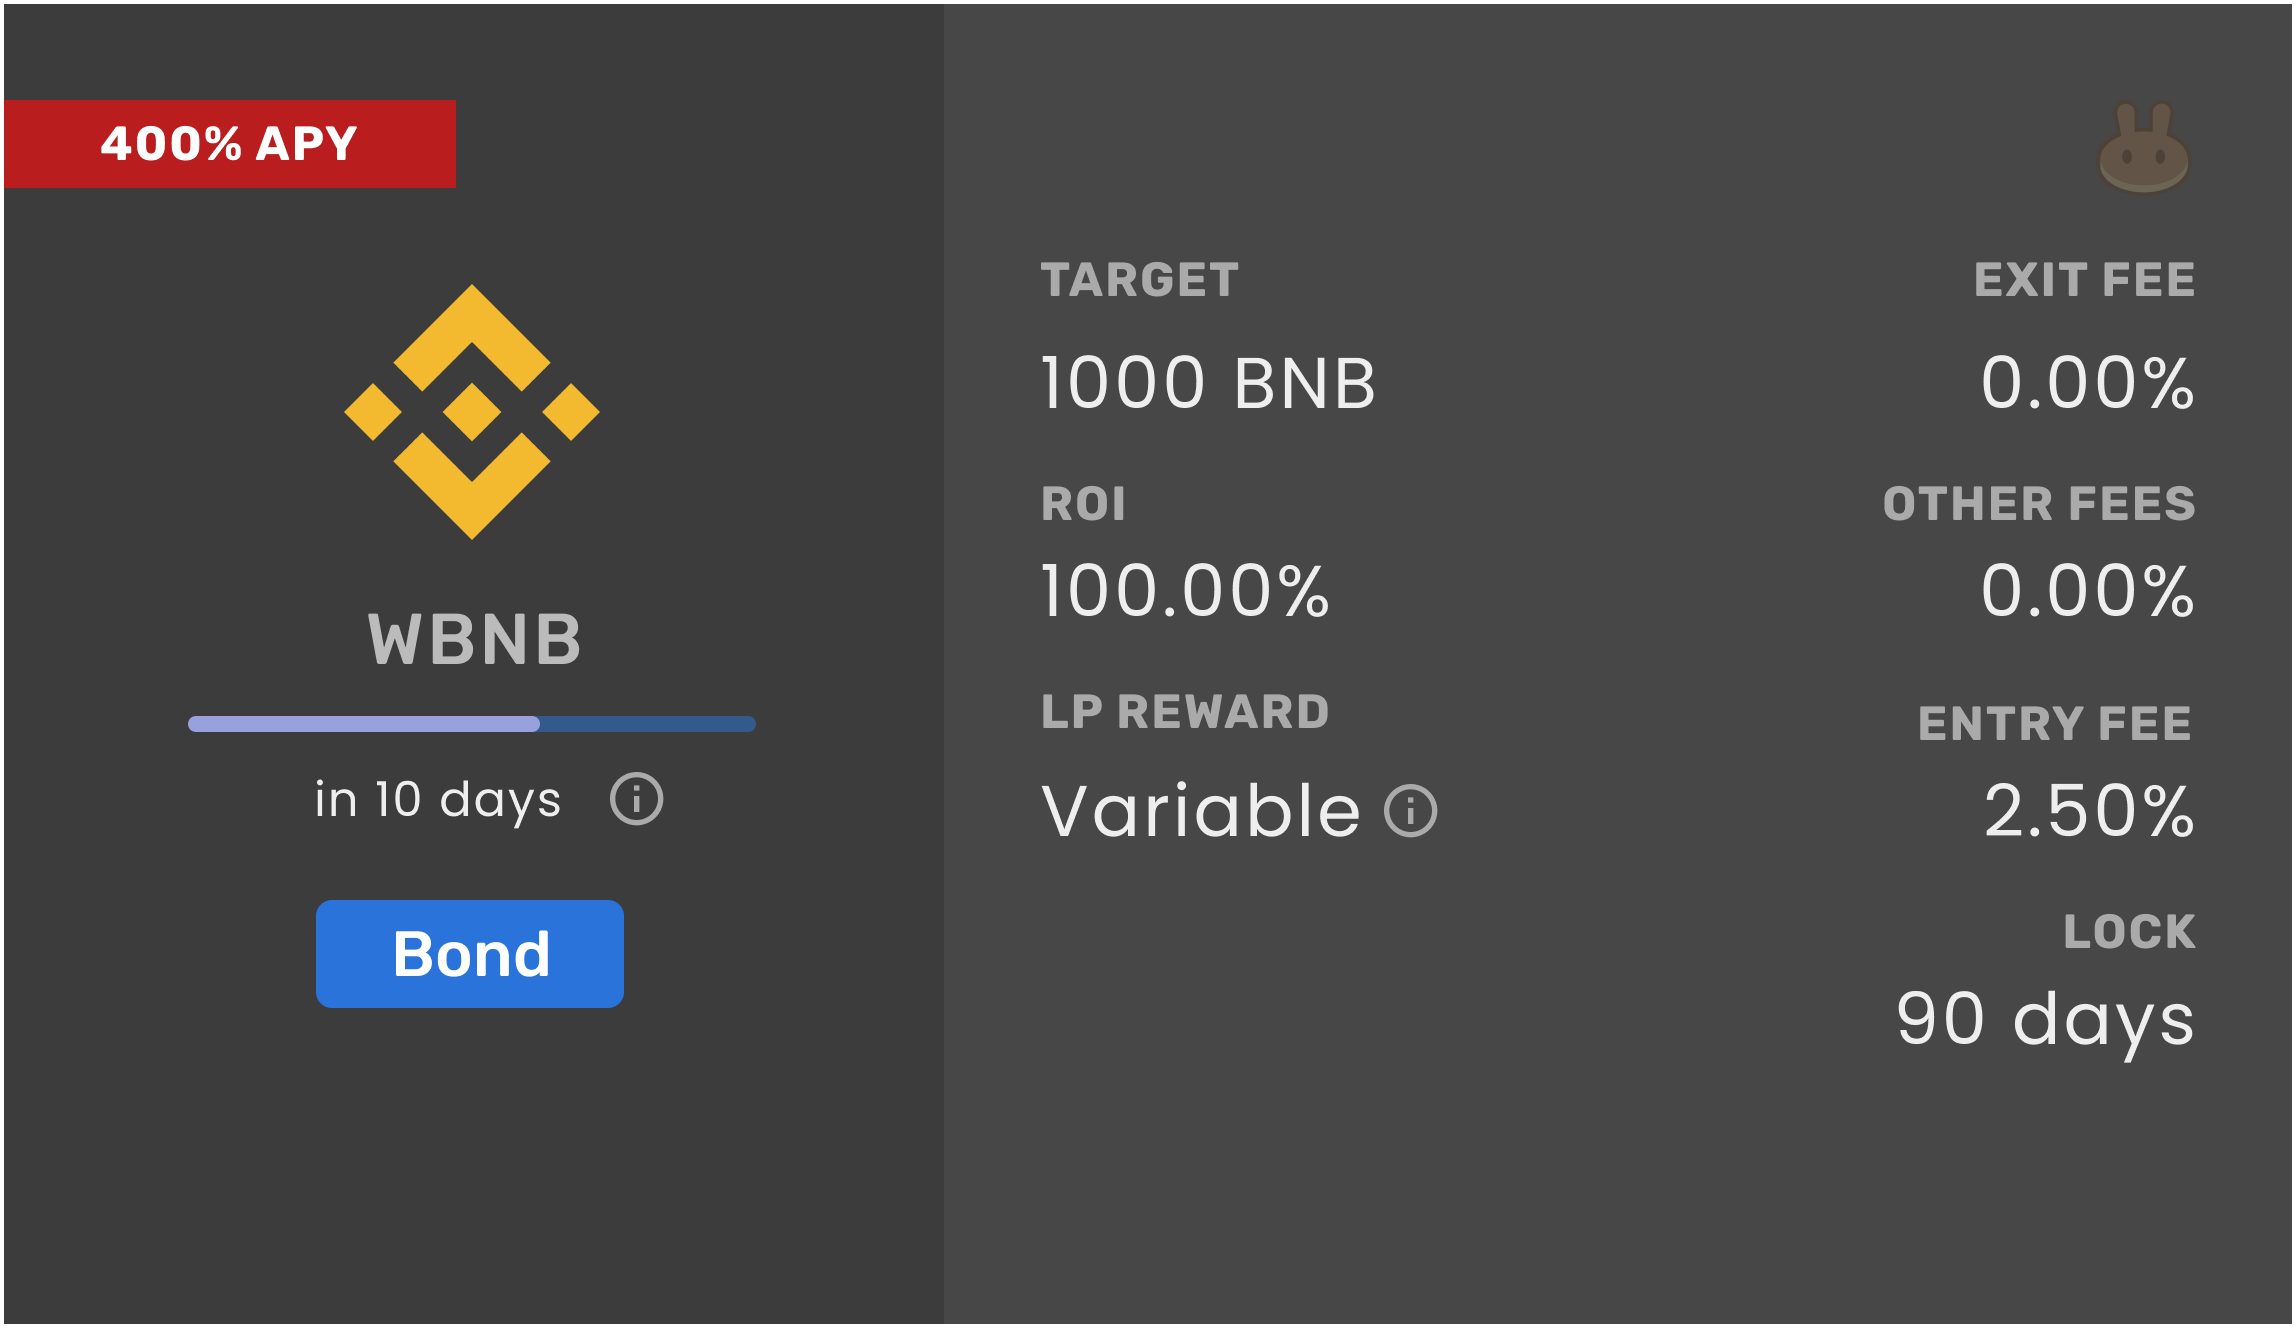 400% APY
WBNB
in 10 days
Bond
TARGET
1000 BNB
ROI
100.00%
LP REWARD
Variable
EXIT FEE
0.00%
OTHER FEES
0.00%
ENTRY FEE
2.50%
LOCK
90 days